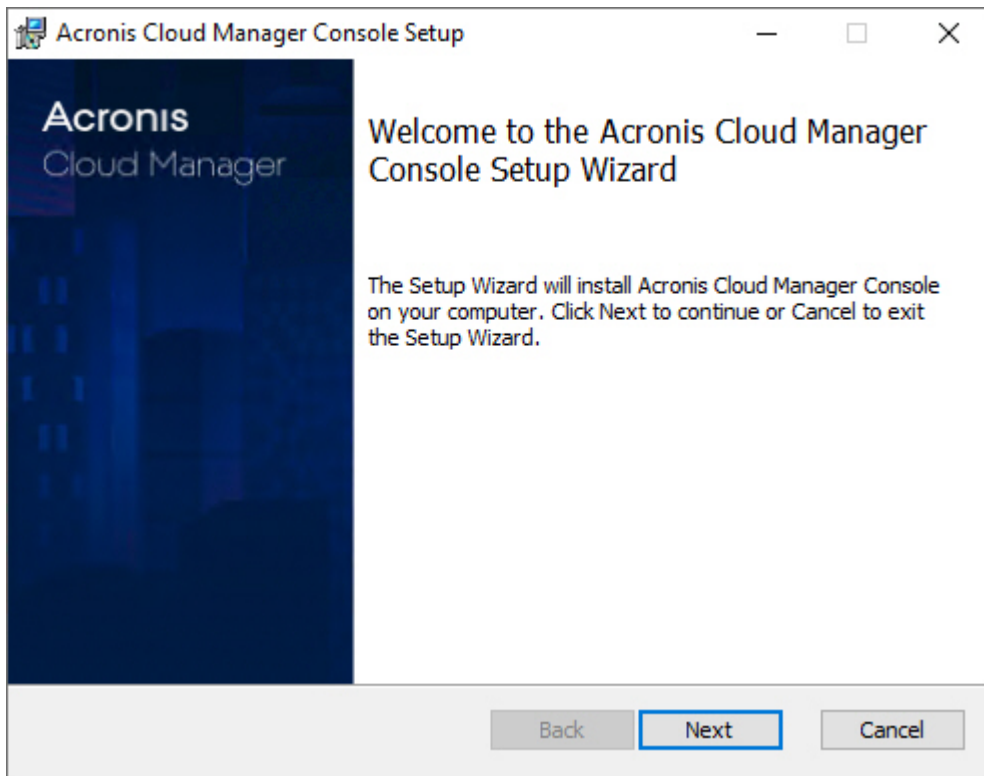 Acronis Cloud Manager Console Setup
Acronis
Cloud Manager
Welcome to the Acronis Cloud Manager
Console Setup Wizard
The Setup Wizard will install Acronis Cloud Manager Console
on your computer. Click Next to continue or Cancel to exit
the Setup Wizard.
Back Next Cancel